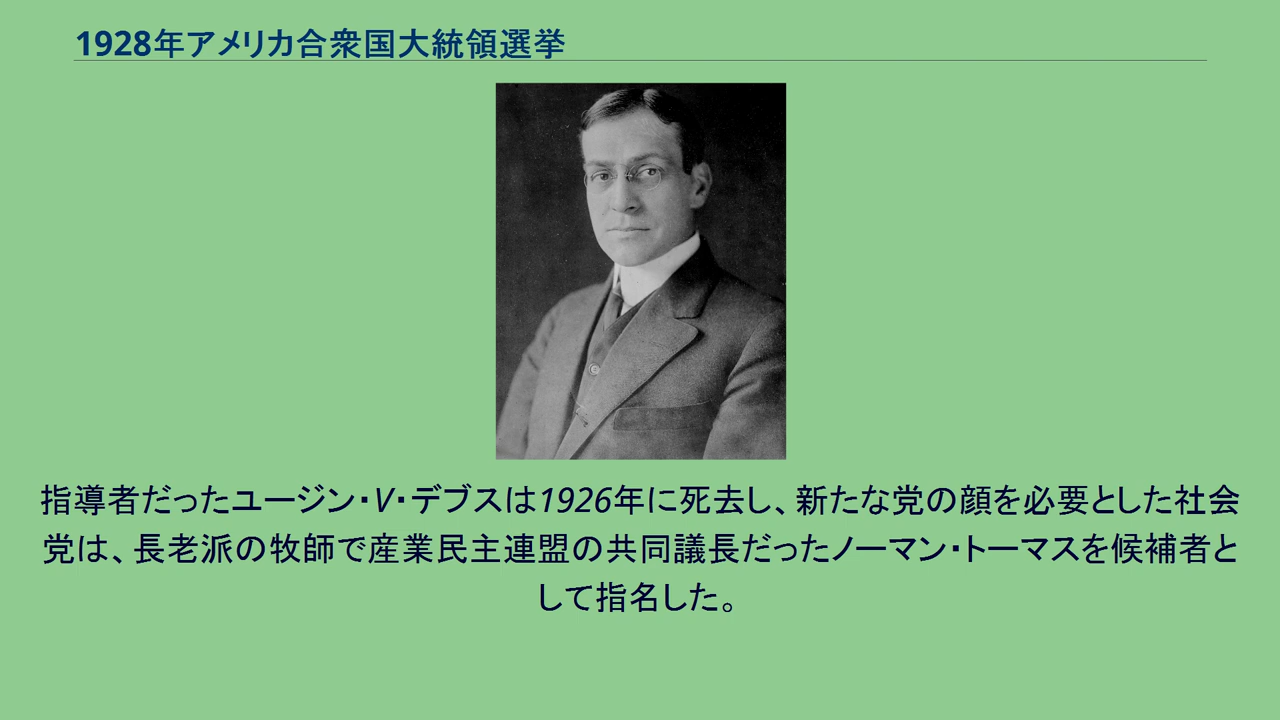 1928年アメリカ合衆国大統領選挙
指導者だったユージン・V・デブスは1926年に死去し、新たな党の顔を必要とした社会
党は、長老派の牧師で産業民主連盟の共同議長だったノーマン・トーマスを候補者と
して指名した。